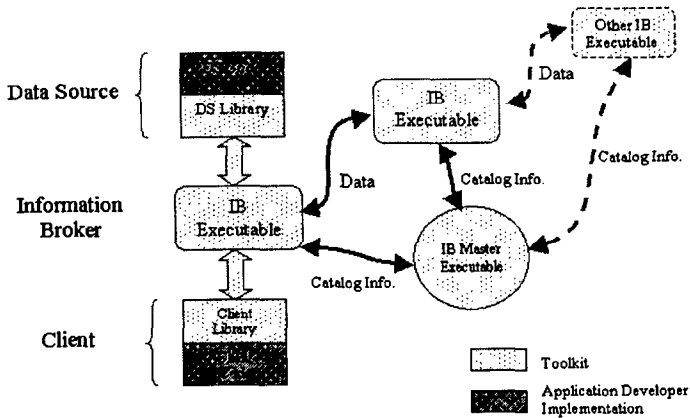 Other IB
Executable
Data
Data Source
DS Library
IB
Executable
Catalog Info.
Data
Catalog Info.
Information
Broker
IB
Executable
IB Master
Executable
Catalog Info.
Client
Client
Library
Toolkit
Application Developer
Implementation